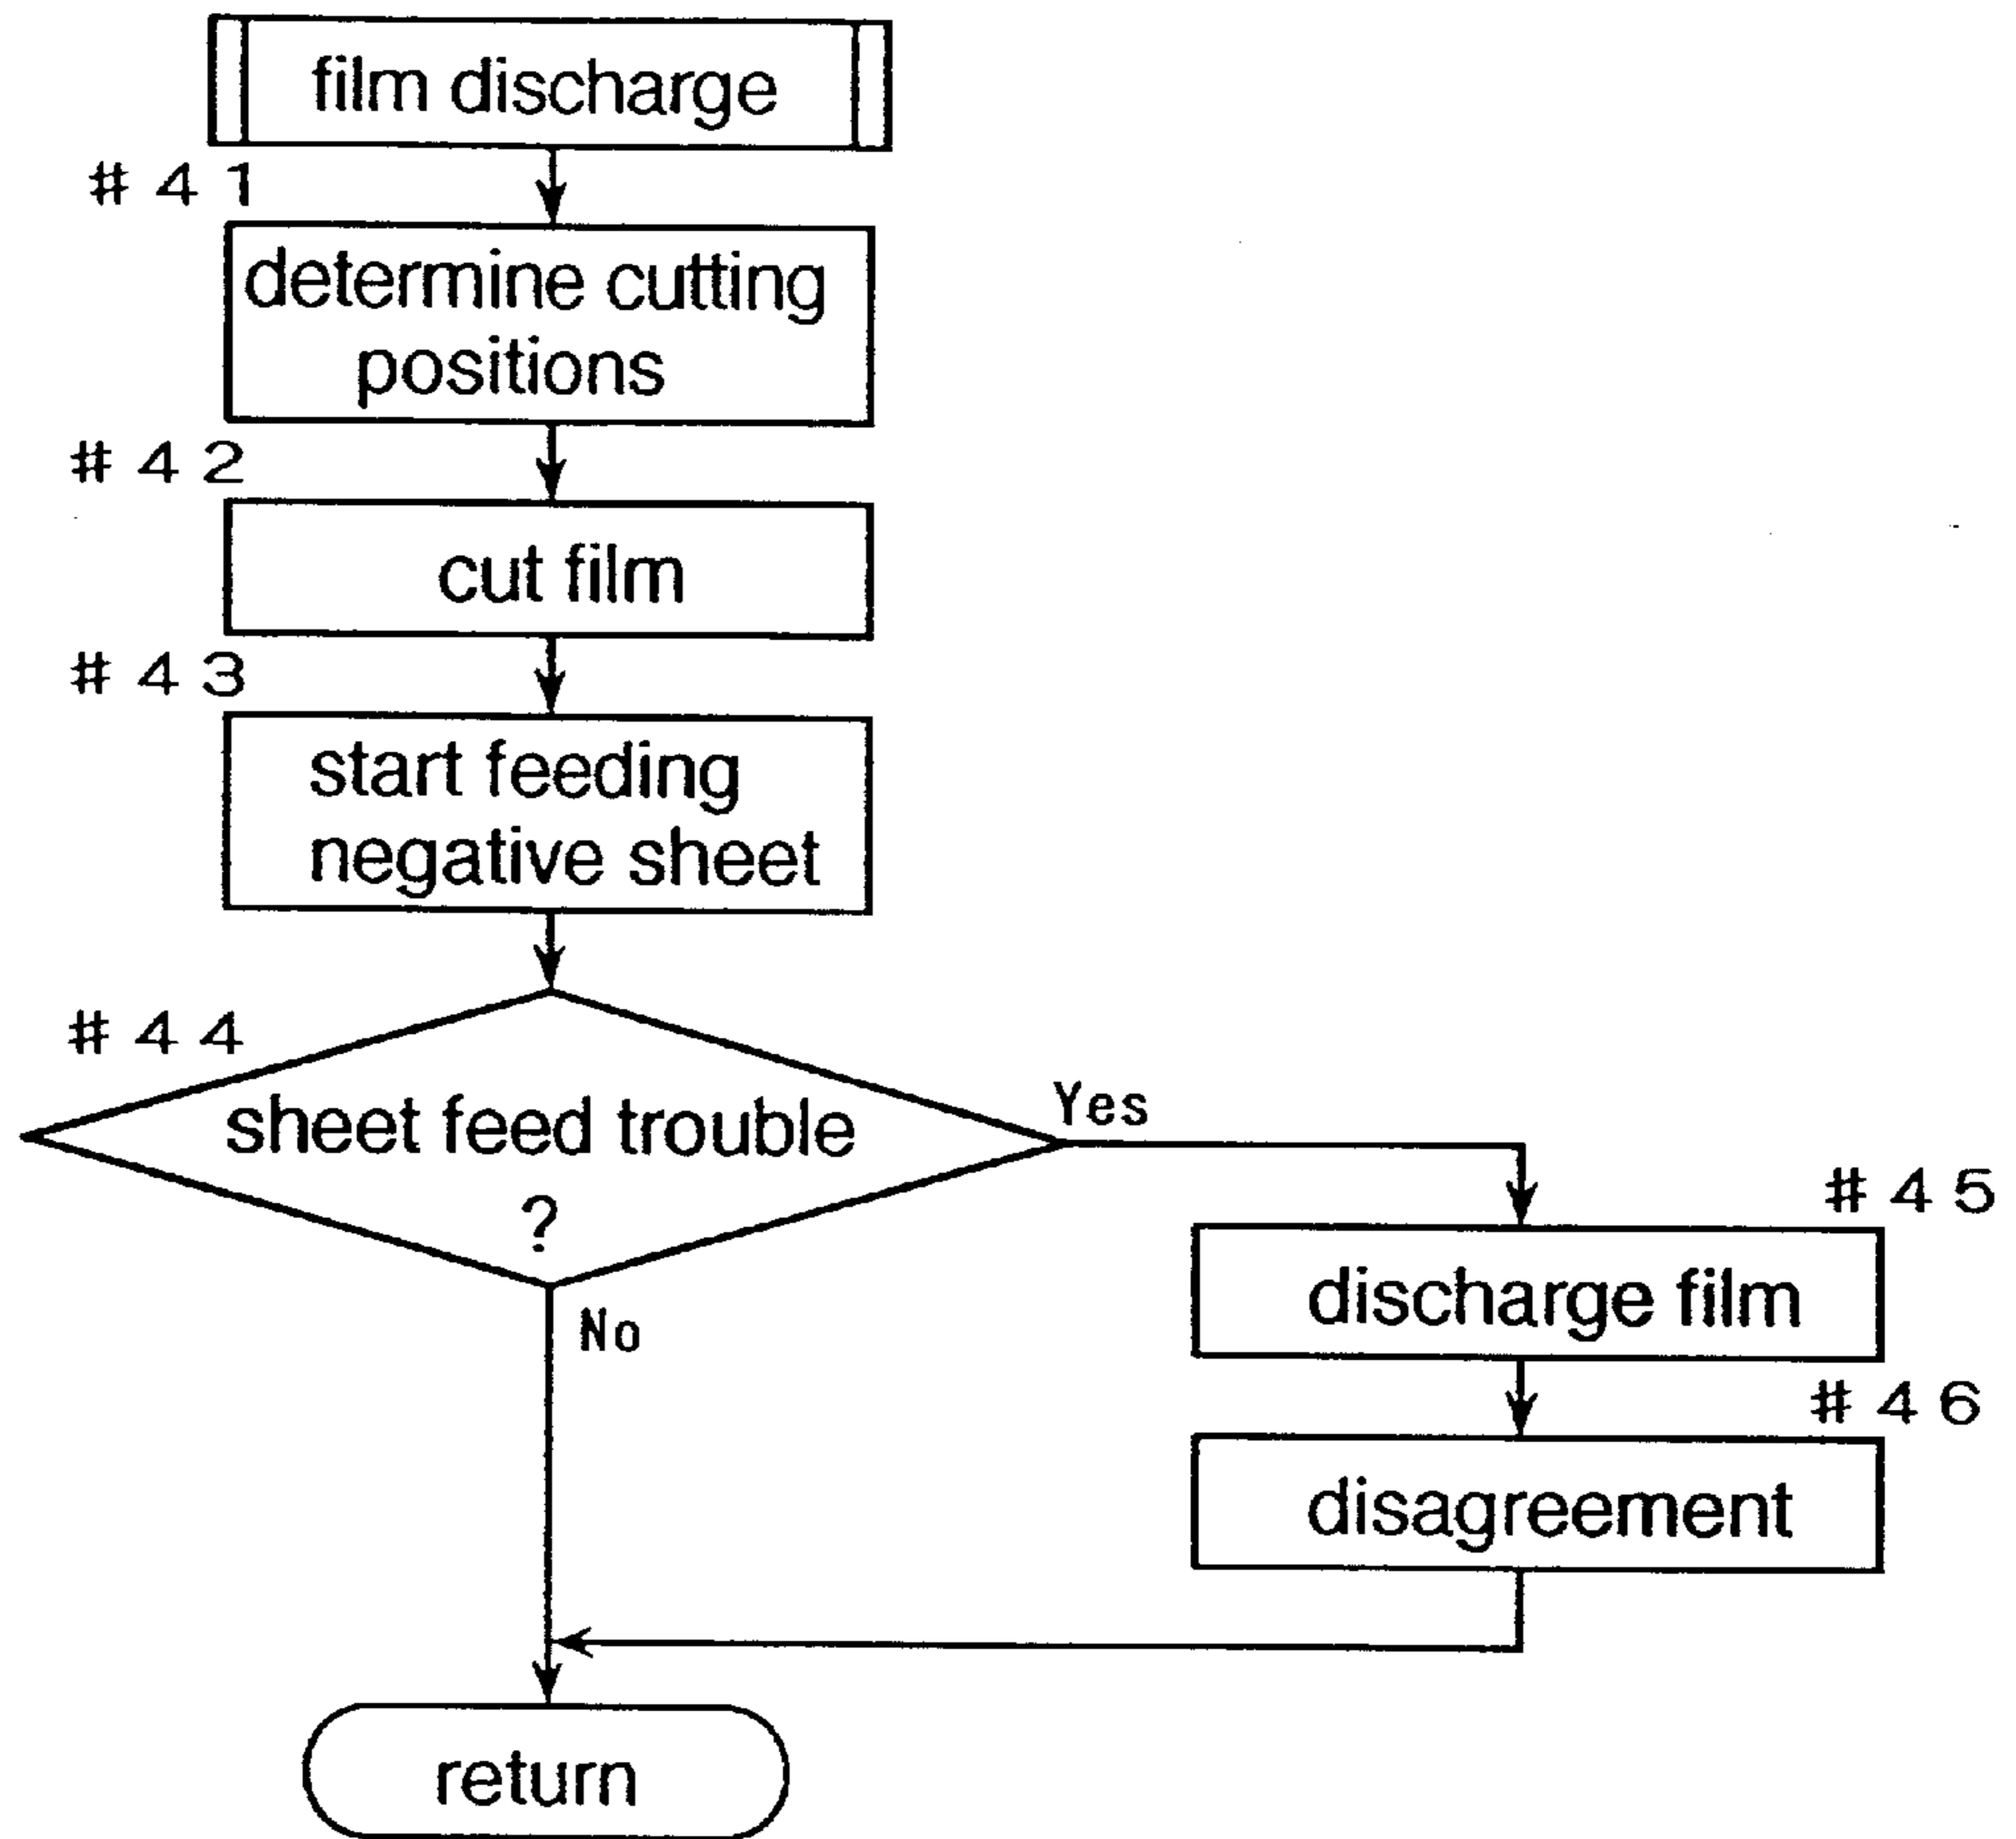 film discharge
#41
determine cutting
positions
#42
cut film
#43
start feeding
negative sheet
#44
sheet feed trouble
?
Yes
No
#45
discharge film
#46
disagreement
return